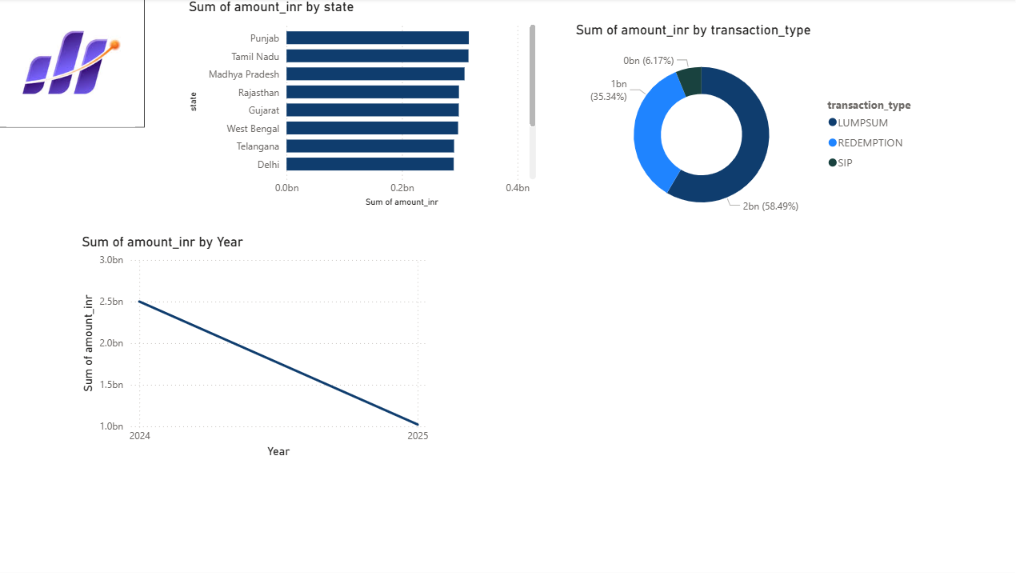 Sum of amount_inr by state
state
Punjab
Tamil Nadu
Madhya Pradesh
Rajasthan
Gujarat
West Bengal
Telangana
Delhi
0.0bn 0.2bn 0.4bn
Sum of amount_inr
Sum of amount_inr by transaction_type
0bn (6.17%)
1bn
(35.34%)
2bn (58.49%)
transaction_type
LUMPSUM
REDEMPTION
SIP
Sum of amount_inr by Year
Sum of amount_inr
3.0bn
2.5bn
2.0bn
1.5bn
1.0bn
2024 2025
Year